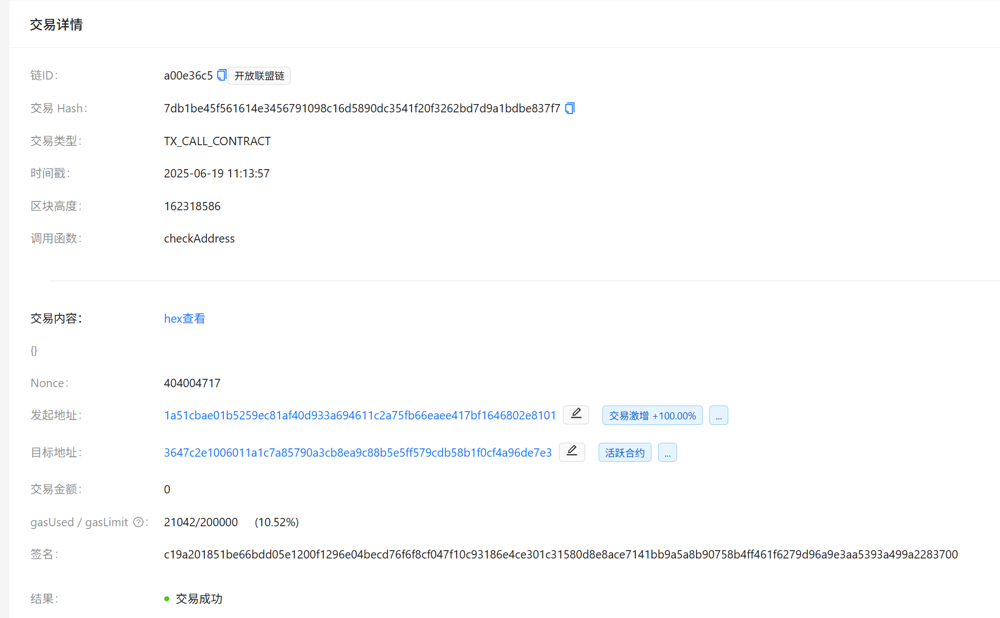 交易详情
链ID: a00e36c5 开放联盟链
交易 Hash: 7db1be45f561614e3456791098c16d5890dc3541f20f3262bd7d9a1bdbe837f7
交易类型: TX_CALL_CONTRACT
时间戳: 2025-06-19 11:13:57
区块高度: 162318586
调用函数: checkAddress
交易内容: hex查看
{}
Nonce: 404004717
发起地址: 1a51cbae01b5259ec81af40d933a694611c2a75fb66eaee417bf1646802e8101 交易激增 +100.00% ...
目标地址: 3647c2e1006011a1c7a85790a3cb8ea9c88b5e5ff579cdb58b1f0cf4a96de7e3 活跃合约 ...
交易金额: 0
gasUsed / gasLimit ?: 21042/200000 (10.52%)
签名: c19a201851be66bdd05e1200f1296e04becd76f6f8cf047f10c93186e4ce301c31580d8e8ace7141bb9a5a8b90758b4ff461f6279d96a9e3aa5393a499a2283700
结果: 交易成功